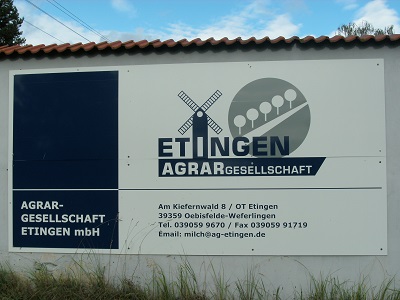 ETINGEN
AGRARGESELLSCHAFT
AGRAR-
GESELLSCHAFT
ETINGEN mbH
Am Kiefernwald 8 / OT Etingen
39359 Oebisfelde-Weferlingen
Tel. 039059 9670 / Fax 039059 91719
Email: milch@ag-etingen.de